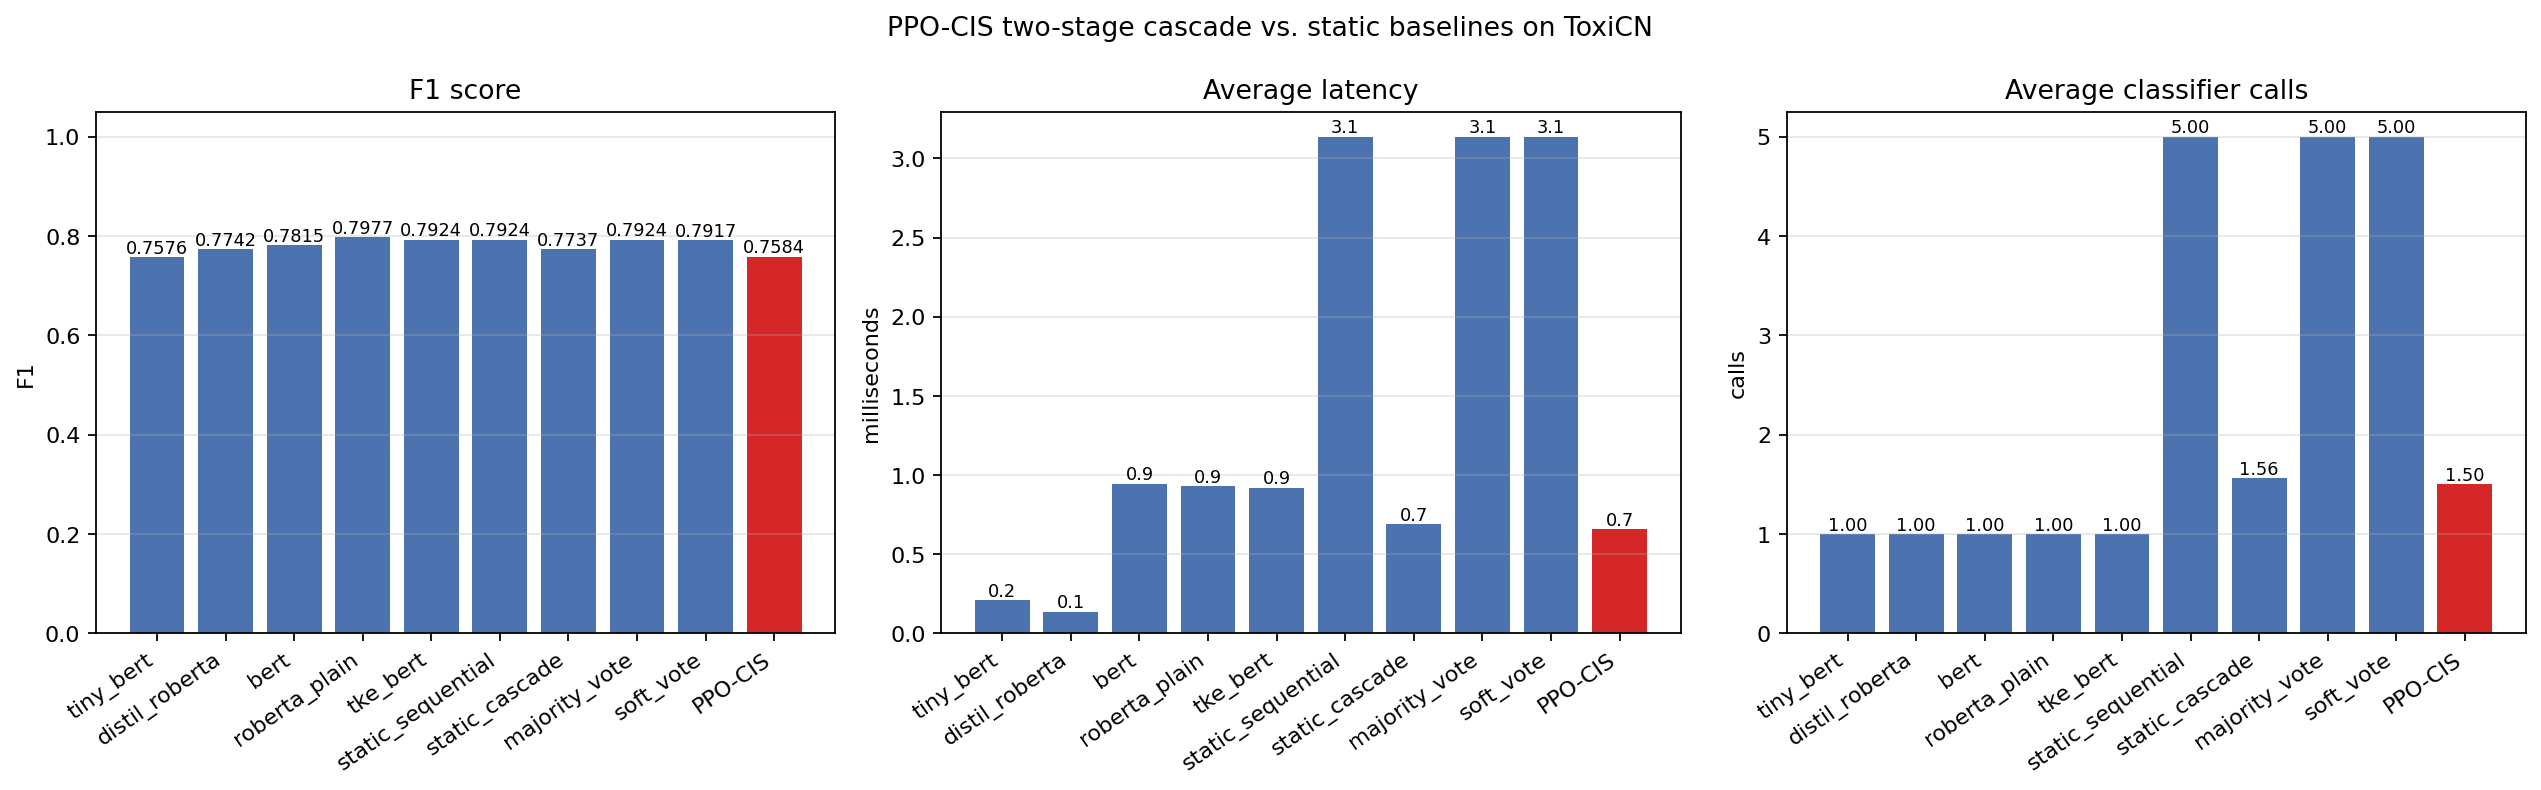 PPO-CIS two-stage cascade vs. static baselines on ToxiCN
F1 score
F1
1.0
0.8
0.6
0.4
0.2
0.0
0.7576
0.7742
0.7815
0.7977
0.7924
0.7924
0.7737
0.7924
0.7917
0.7584
tiny_bert
distil_roberta
bert
roberta_plain
tke_bert
static_sequential
static_cascade
majority_vote
soft_vote
PPO-CIS
Average latency
milliseconds
3.0
2.5
2.0
1.5
1.0
0.5
0.0
0.2
0.1
0.9
0.9
0.9
3.1
0.7
3.1
3.1
0.7
tiny_bert
distil_roberta
bert
roberta_plain
tke_bert
static_sequential
static_cascade
majority_vote
soft_vote
PPO-CIS
Average classifier calls
calls
5
4
3
2
1
0
1.00
1.00
1.00
1.00
1.00
5.00
1.56
5.00
5.00
1.50
tiny_bert
distil_roberta
bert
roberta_plain
tke_bert
static_sequential
static_cascade
majority_vote
soft_vote
PPO-CIS